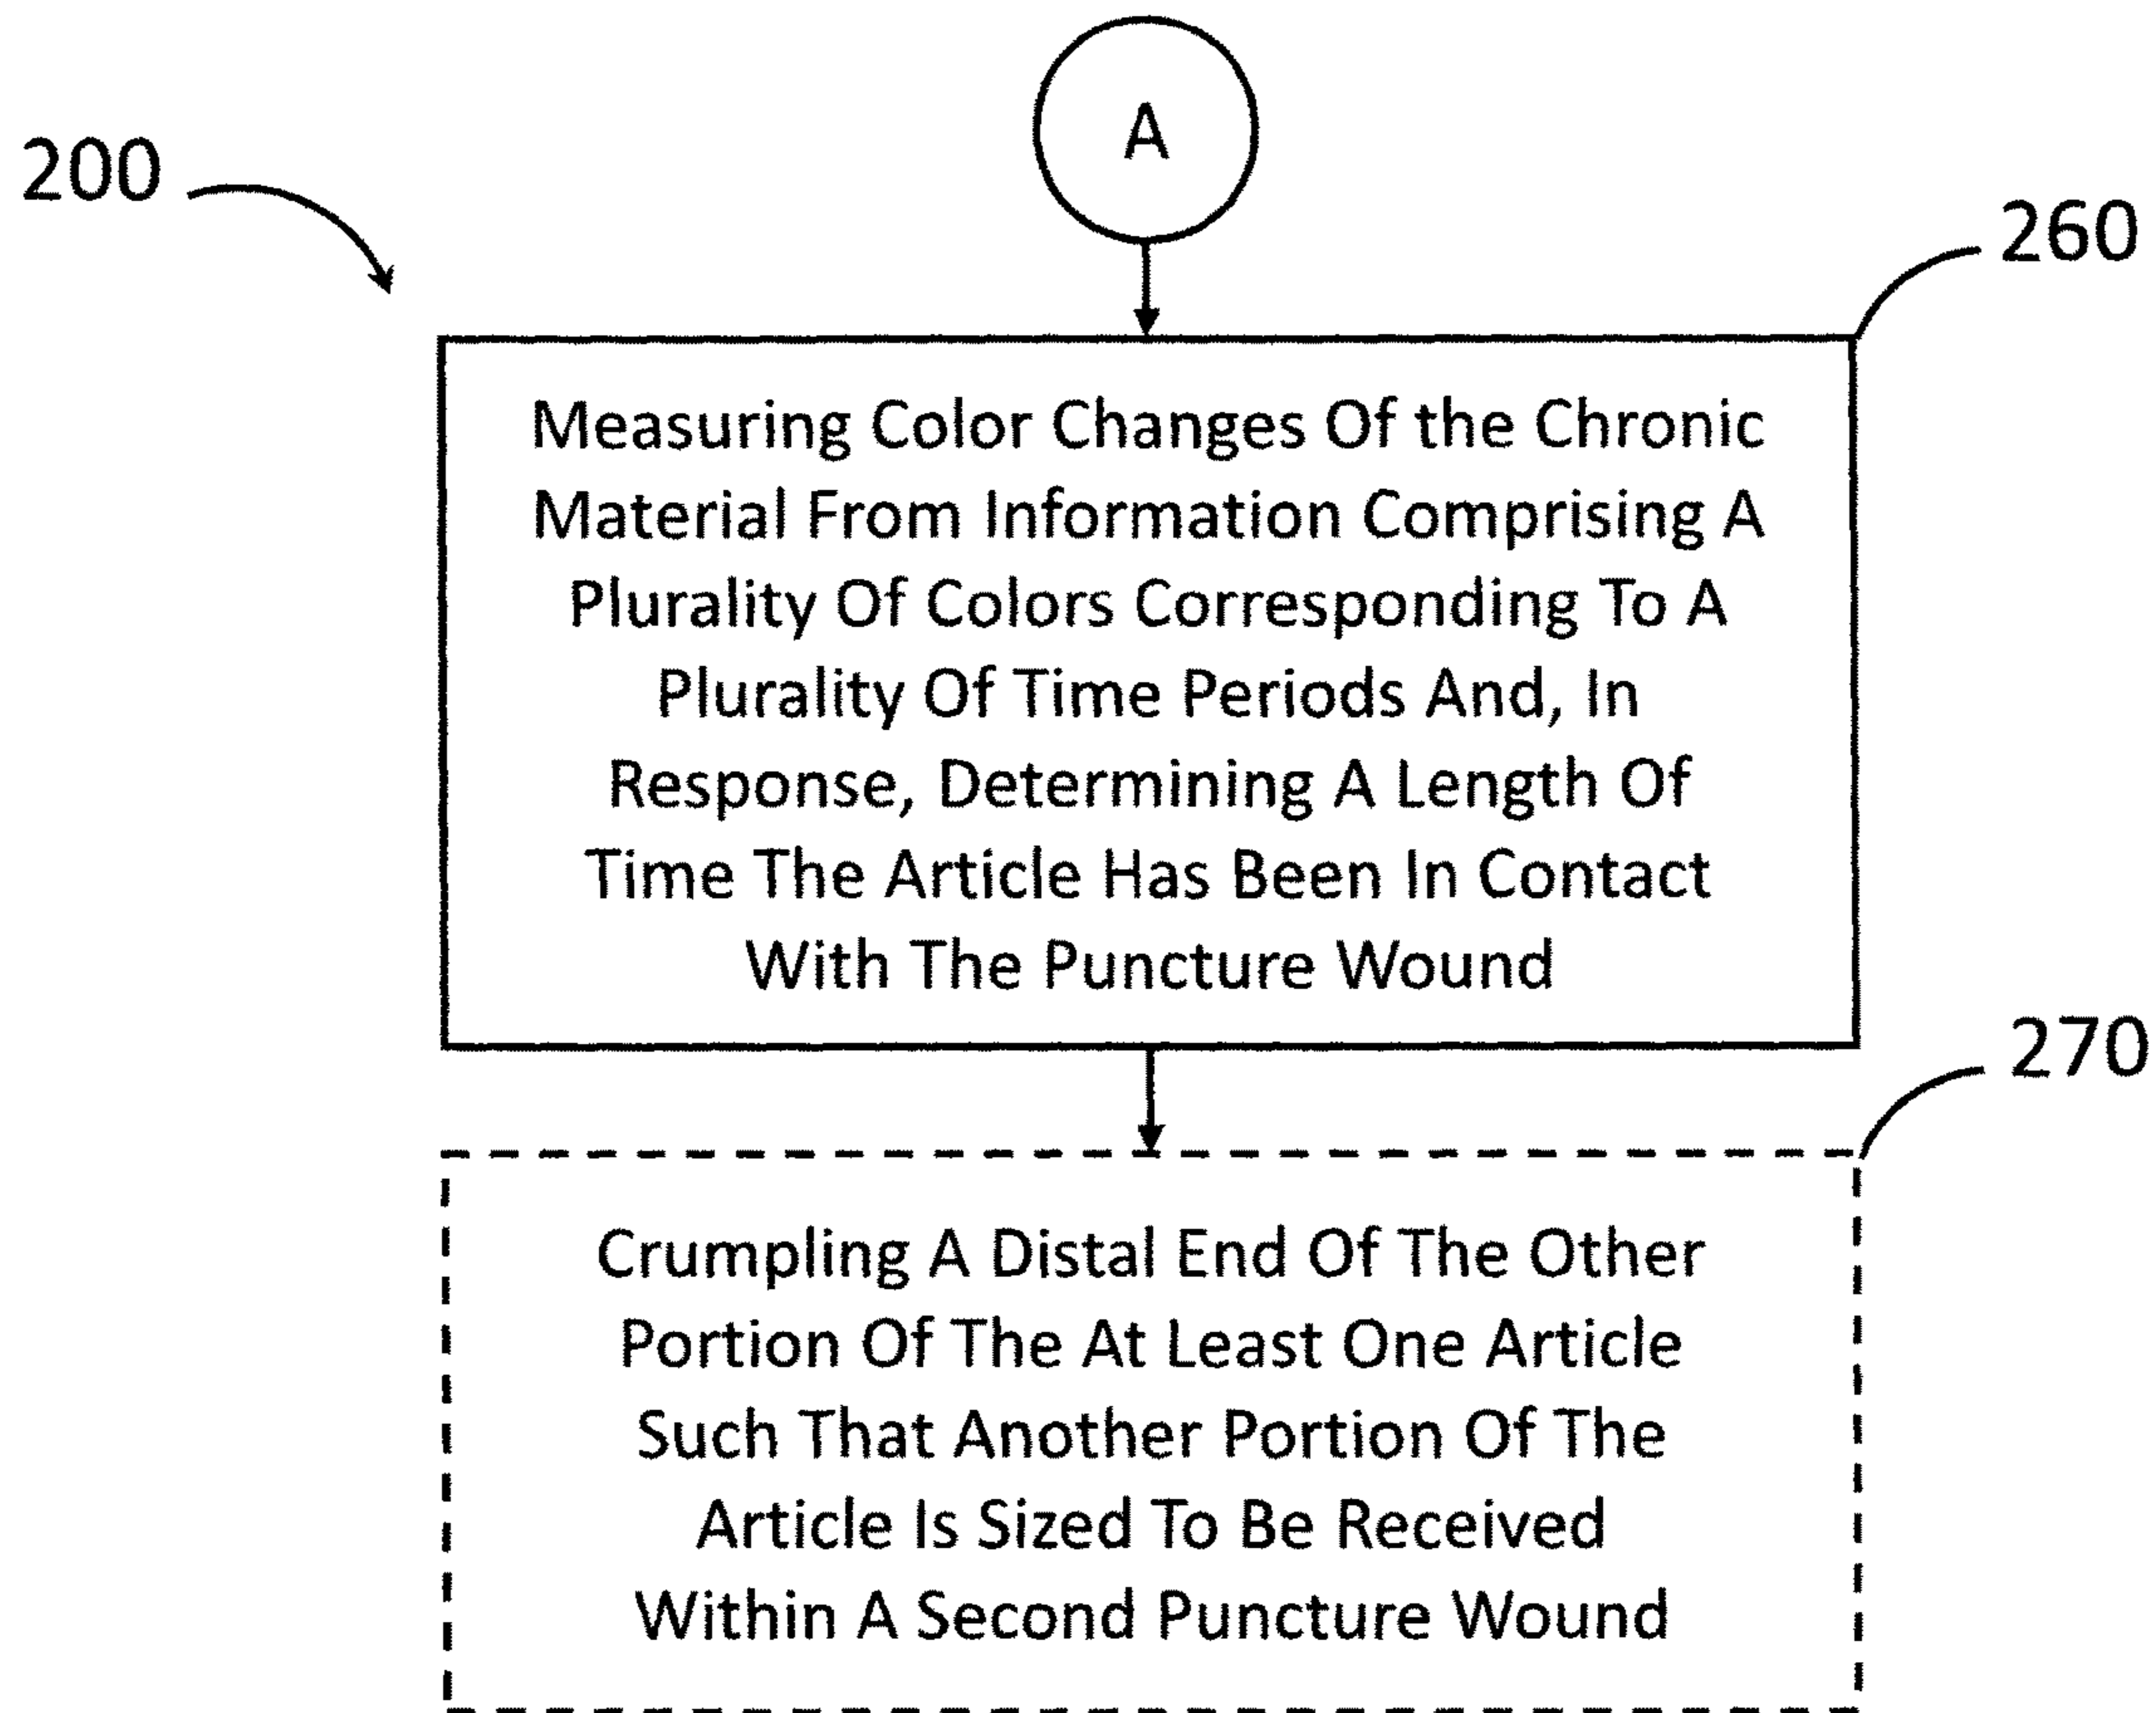 A
200
260
Measuring Color Changes Of the Chronic
Material From Information Comprising A
Plurality Of Colors Corresponding To A
Plurality Of Time Periods And, In
Response, Determining A Length Of
Time The Article Has Been In Contact
With The Puncture Wound
270
Crumpling A Distal End Of The Other
Portion Of The At Least One Article
Such That Another Portion Of The
Article Is Sized To Be Received
Within A Second Puncture Wound